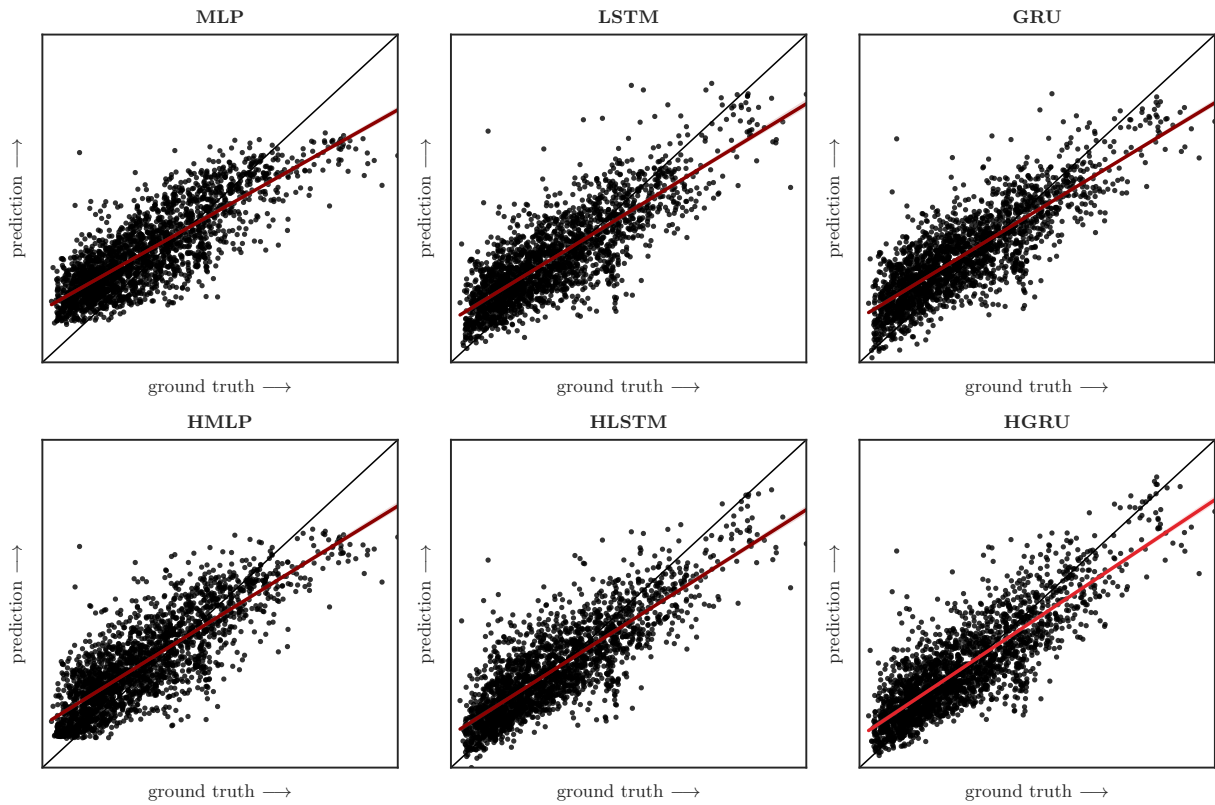 MLP
LSTM
GRU
prediction ⟶
prediction ⟶
prediction ⟶
ground truth ⟶
ground truth ⟶
ground truth ⟶
HMLP
HLSTM
HGRU
prediction ⟶
prediction ⟶
prediction ⟶
ground truth ⟶
ground truth ⟶
ground truth ⟶